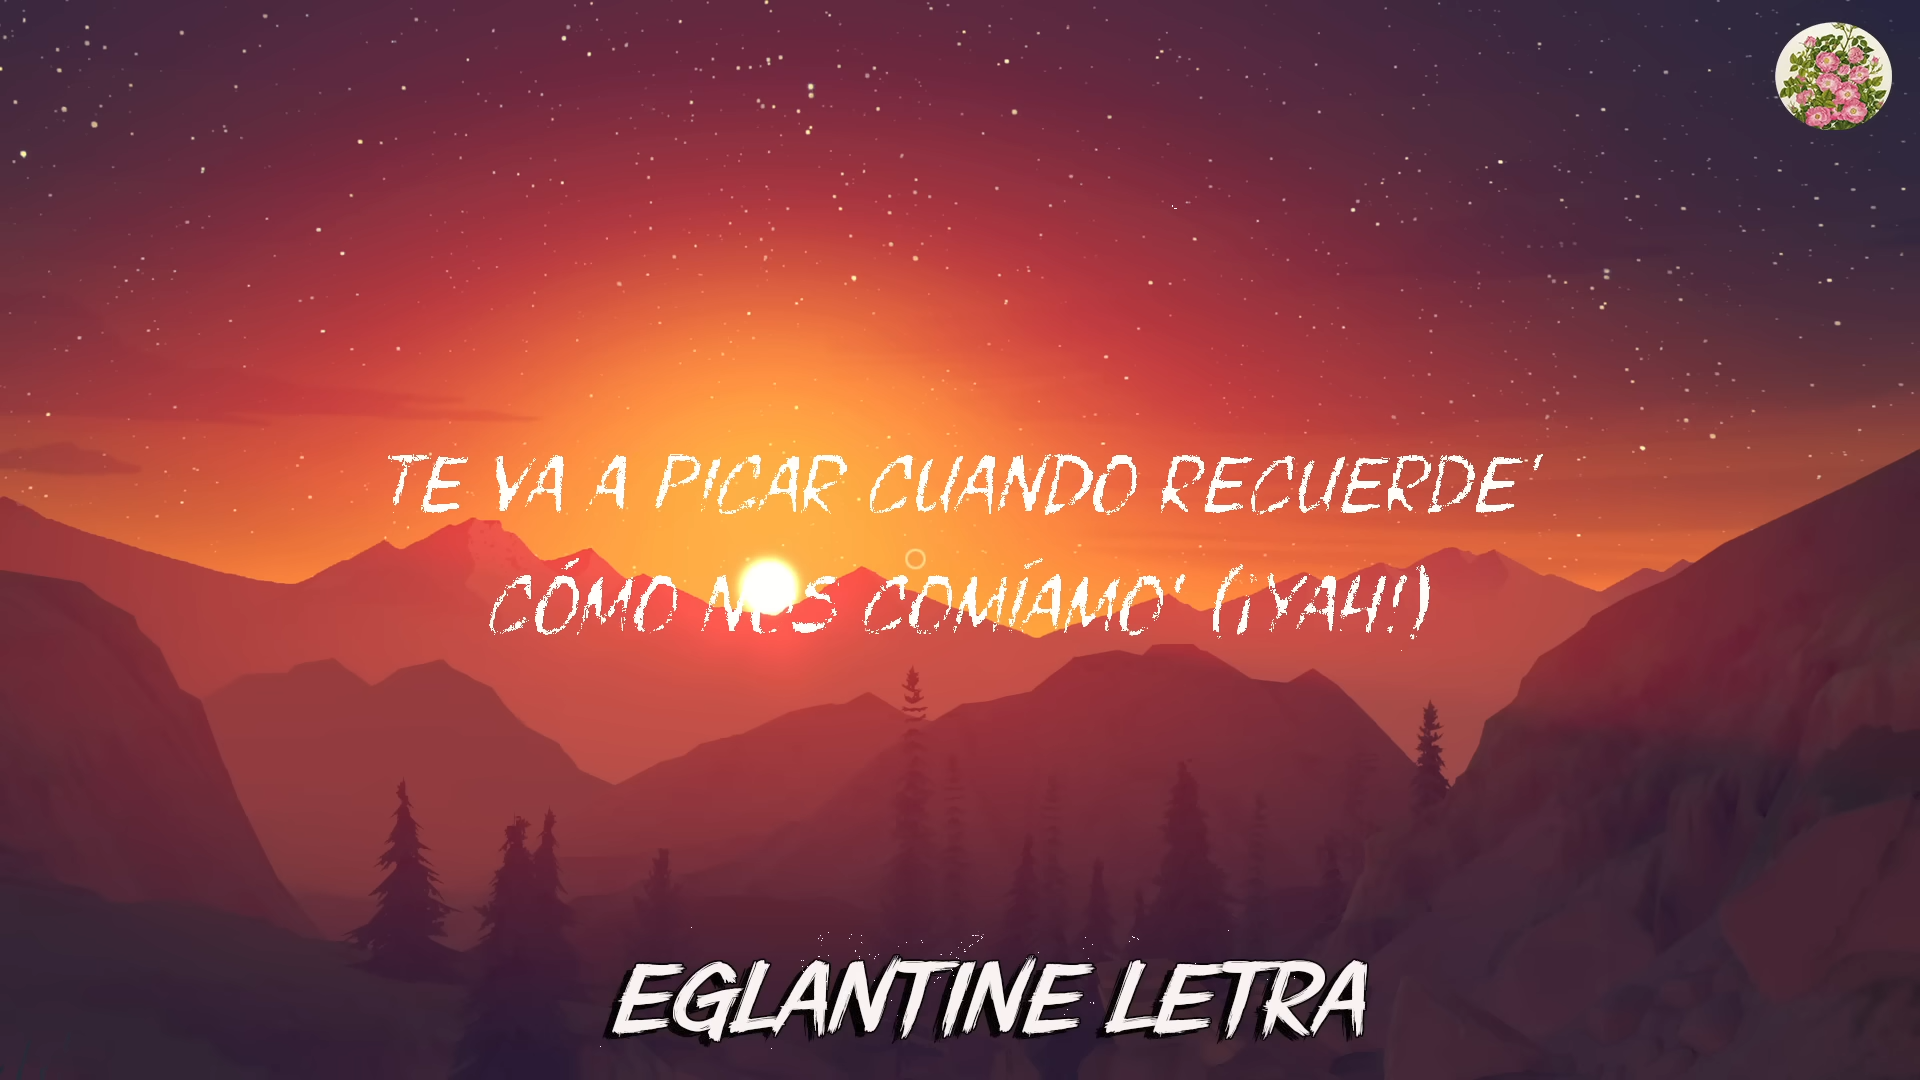 TE VA A PICAR CUANDO RECUERDE'
CÓMO NOS COMÍAMO' (¡YAH!)
EGLANTINE LETRA